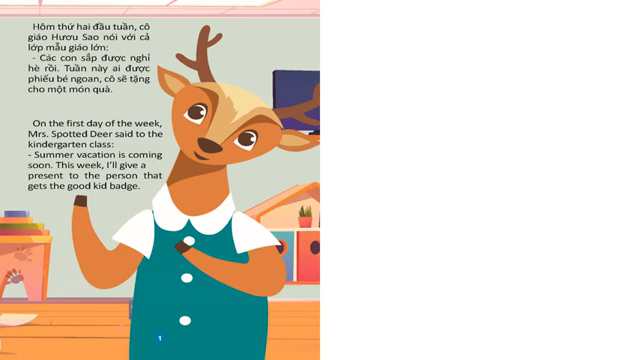 Hôm thứ hai đầu tuần, cô
giáo Hươu Sao nói với cả
lớp mẫu giáo lớn:
- Các con sắp được nghỉ
hè rồi. Tuần này ai được
phiếu bé ngoan, cô sẽ tặng
cho một món quà.
On the first day of the week,
Mrs. Spotted Deer said to the
kindergarten class:
- Summer vacation is coming
soon. This week, I’ll give a
present to the person that
gets the good kid badge.
1